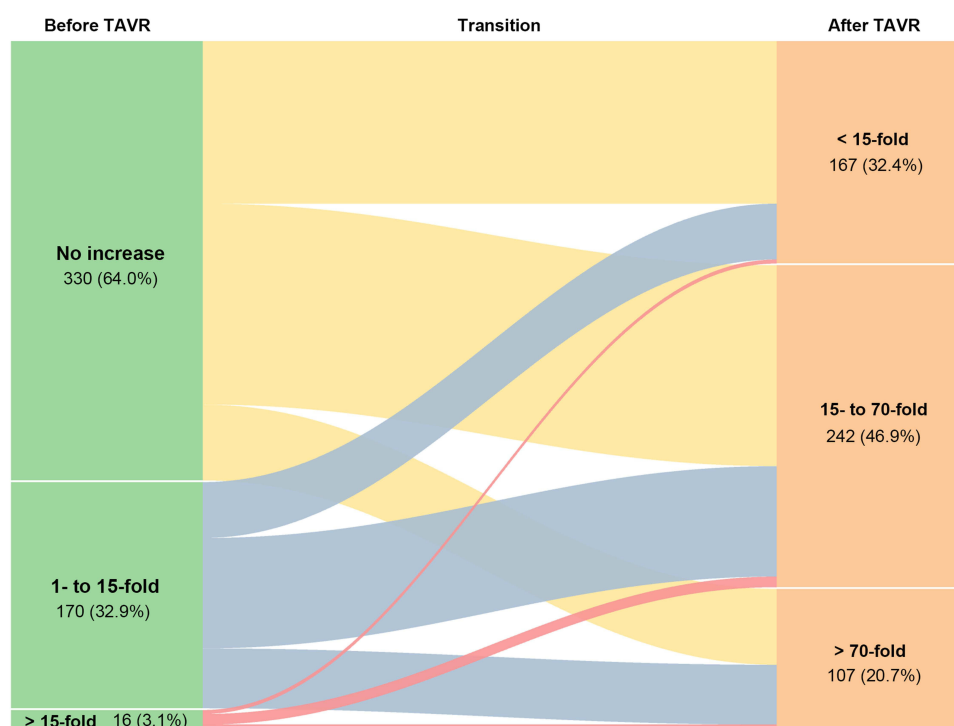 Before TAVR
Transition
After TAVR
< 15-fold
167 (32.4%)
No increase
330 (64.0%)
15- to 70-fold
242 (46.9%)
1- to 15-fold
170 (32.9%)
> 70-fold
107 (20.7%)
> 15-fold 16 (3.1%)